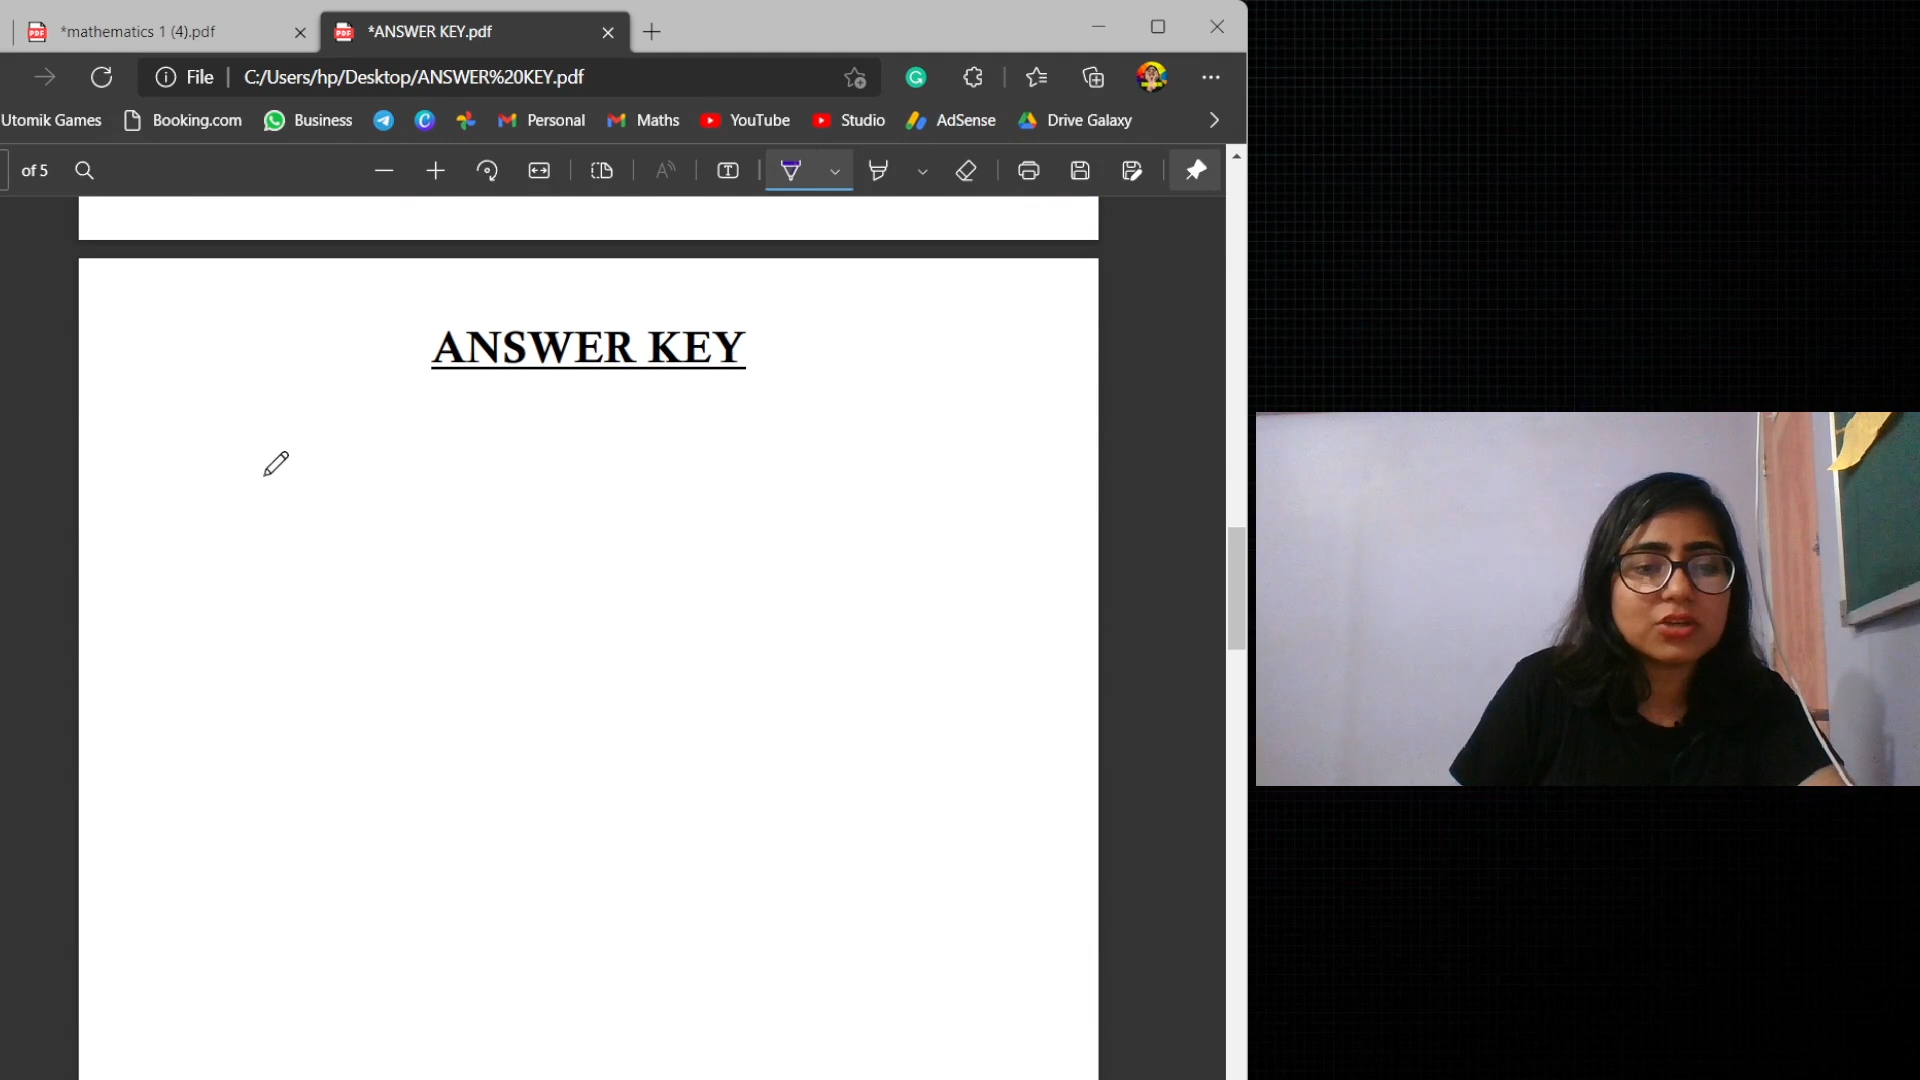 *mathematics 1 (4).pdf
*ANSWER KEY.pdf
File
C:/Users/hp/Desktop/ANSWER%20KEY.pdf
Utomik Games
Booking.com
Business
Personal
Maths
YouTube
Studio
AdSense
Drive Galaxy
of 5
ANSWER KEY